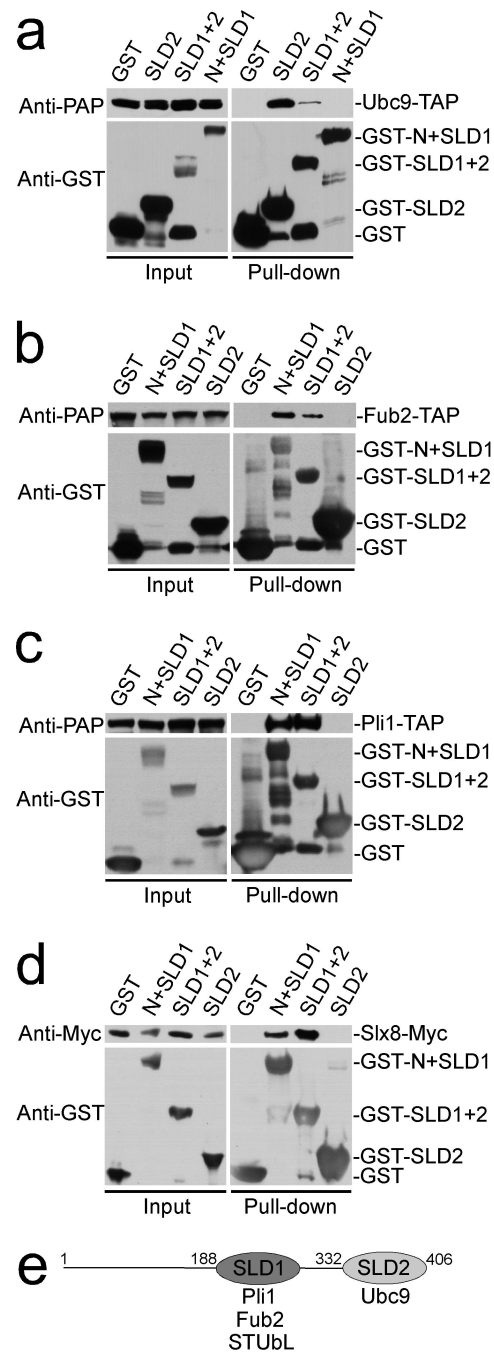 a
GST SLD2 SLD1+2 N+SLD1 GST SLD2 SLD1+2 N+SLD1
Anti-PAP -Ubc9-TAP
Anti-GST
-GST-N+SLD1
-GST-SLD1+2
-GST-SLD2
-GST
Input Pull-down
b
GST N+SLD1 SLD1+2 SLD2 GST N+SLD1 SLD1+2 SLD2
Anti-PAP -Fub2-TAP
-GST-N+SLD1
Anti-GST -GST-SLD1+2
-GST-SLD2
-GST
Input Pull-down
c
GST N+SLD1 SLD1+2 SLD2 GST N+SLD1 SLD1+2 SLD2
Anti-PAP -Pli1-TAP
-GST-N+SLD1
Anti-GST -GST-SLD1+2
-GST-SLD2
-GST
Input Pull-down
d
GST N+SLD1 SLD1+2 SLD2 GST N+SLD1 SLD1+2 SLD2
Anti-Myc -Slx8-Myc
-GST-N+SLD1
Anti-GST -GST-SLD1+2
-GST-SLD2
-GST
Input Pull-down
e
1 188 SLD1 332 SLD2 406
Pli1 Ubc9
Fub2
STUbL